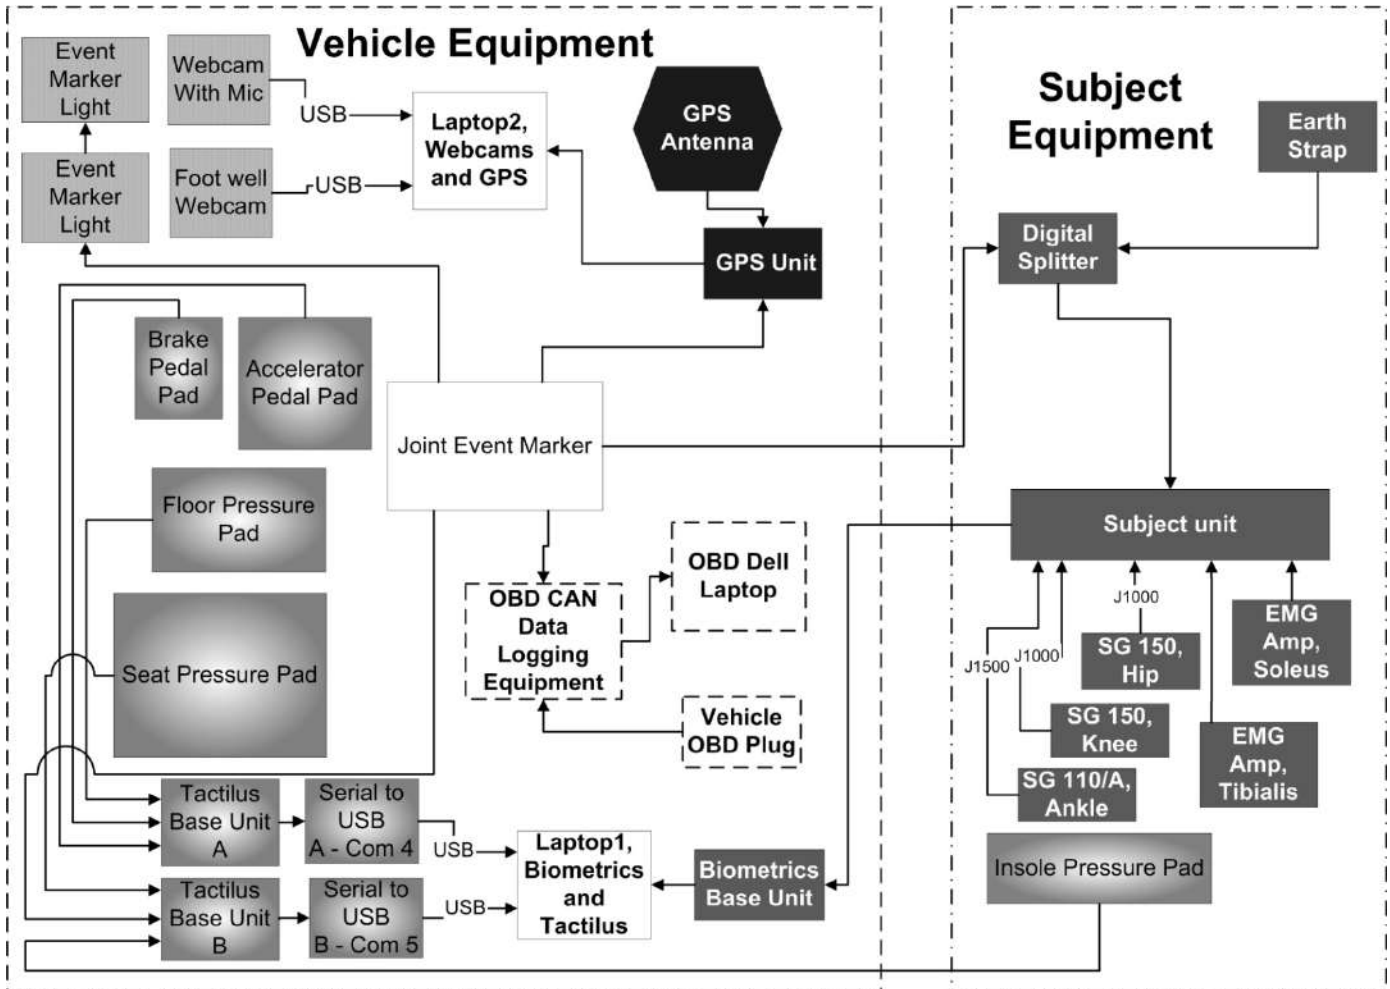 Vehicle Equipment
Event
Marker
Light
Webcam
With Mic
USB
Laptop2,
Webcams
and GPS
GPS
Antenna
Event
Marker
Light
Foot well
Webcam
USB
GPS Unit
Brake
Pedal
Pad
Accelerator
Pedal Pad
Joint Event Marker
Floor Pressure
Pad
Seat Pressure Pad
OBD CAN
Data
Logging
Equipment
OBD Dell
Laptop
Vehicle
OBD Plug
Tactilus
Base Unit
A
Serial to
USB
A - Com 4
USB
Tactilus
Base Unit
B
Serial to
USB
B - Com 5
USB
Laptop1,
Biometrics
and
Tactilus
Biometrics
Base Unit
Subject
Equipment
Earth
Strap
Digital
Splitter
Subject unit
J1500
J1000
J1000
SG 150,
Hip
SG 150,
Knee
SG 110/A,
Ankle
EMG
Amp,
Soleus
EMG
Amp,
Tibialis
Insole Pressure Pad